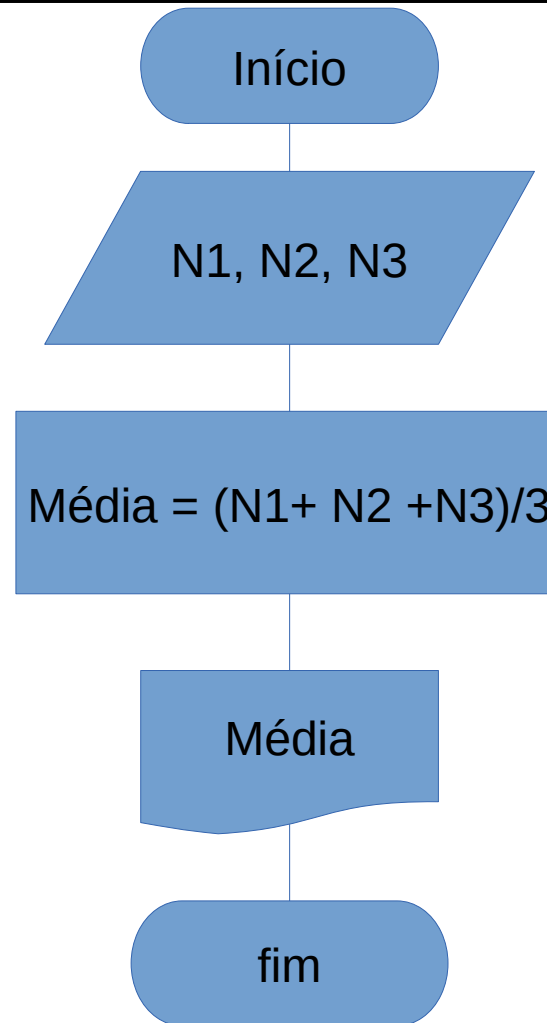 Início
N1, N2, N3
Média = (N1+ N2 +N3)/3
Média
fim